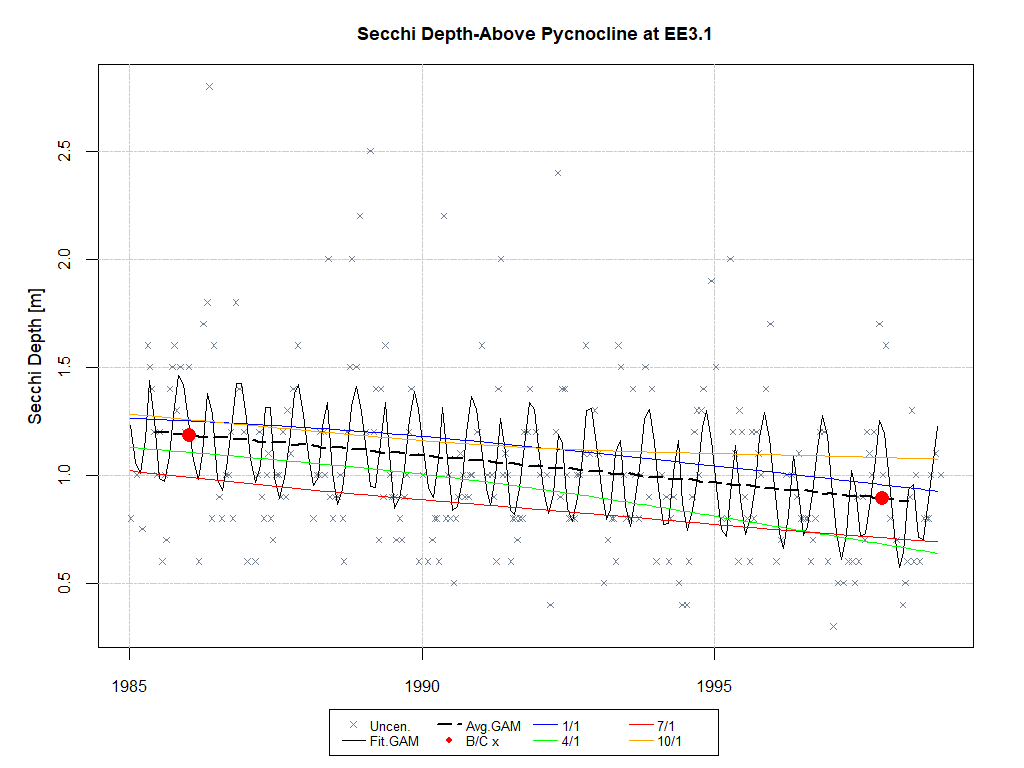 Secchi Depth-Above Pycnocline at EE3.1
Secchi Depth [m]
2.5
2.0
1.5
1.0
0.5
1985 1990 1995
Uncen. Avg.GAM 1/1 7/1
Fit.GAM B/C x 4/1 10/1